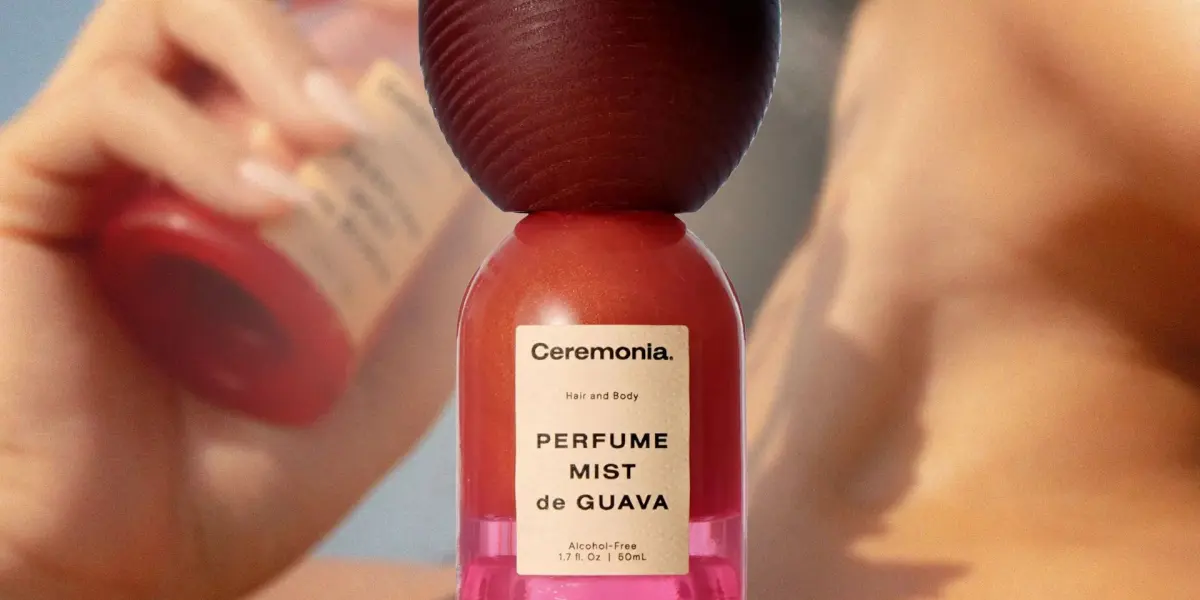 Ceremonia.
Hair and Body
PERFUME
MIST
de GUAVA
Alcohol-Free
1.7 fl. Oz | 50mL